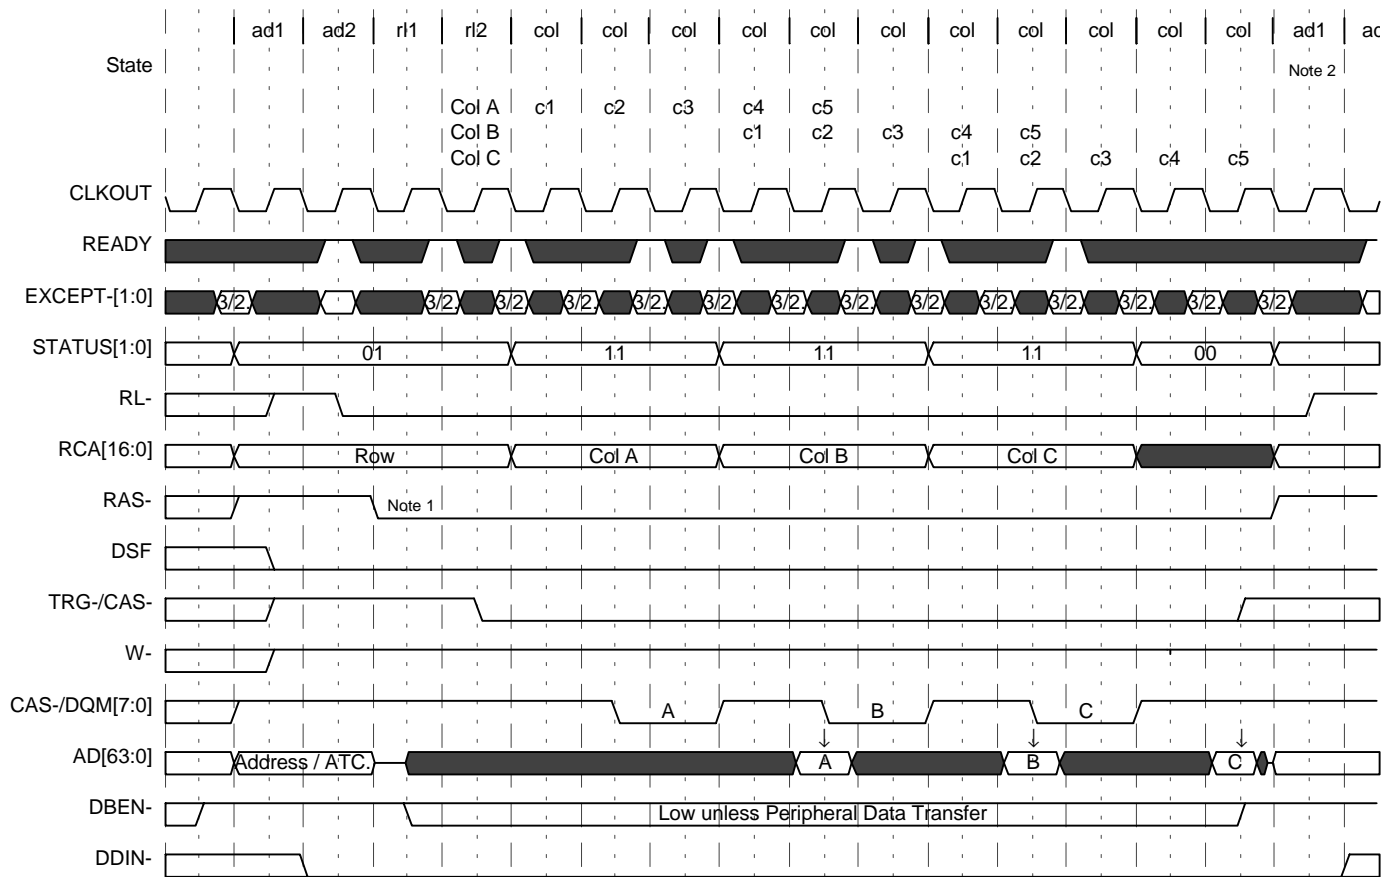 ad1 ad2 rl1 rl2 col col col col col col col col col col col ad1 ac
State
Note 2
Col A c1 c2 c3 c4 c5
Col B c1 c2 c3 c4 c5
Col C c1 c2 c3 c4 c5
CLKOUT
READY
EXCEPT-[1:0] 3/2. 3/2. 3/2. 3/2. 3/2. 3/2. 3/2. 3/2. 3/2. 3/2. 3/2. 3/2. 3/2. 3/2
STATUS[1:0] 01 11 11 11 00
RL-
RCA[16:0] Row Col A Col B Col C
RAS- Note 1
DSF
TRG-/CAS-
W-
CAS-/DQM[7:0] A B C
AD[63:0] Address / ATC. A B C
DBEN- Low unless Peripheral Data Transfer
DDIN-